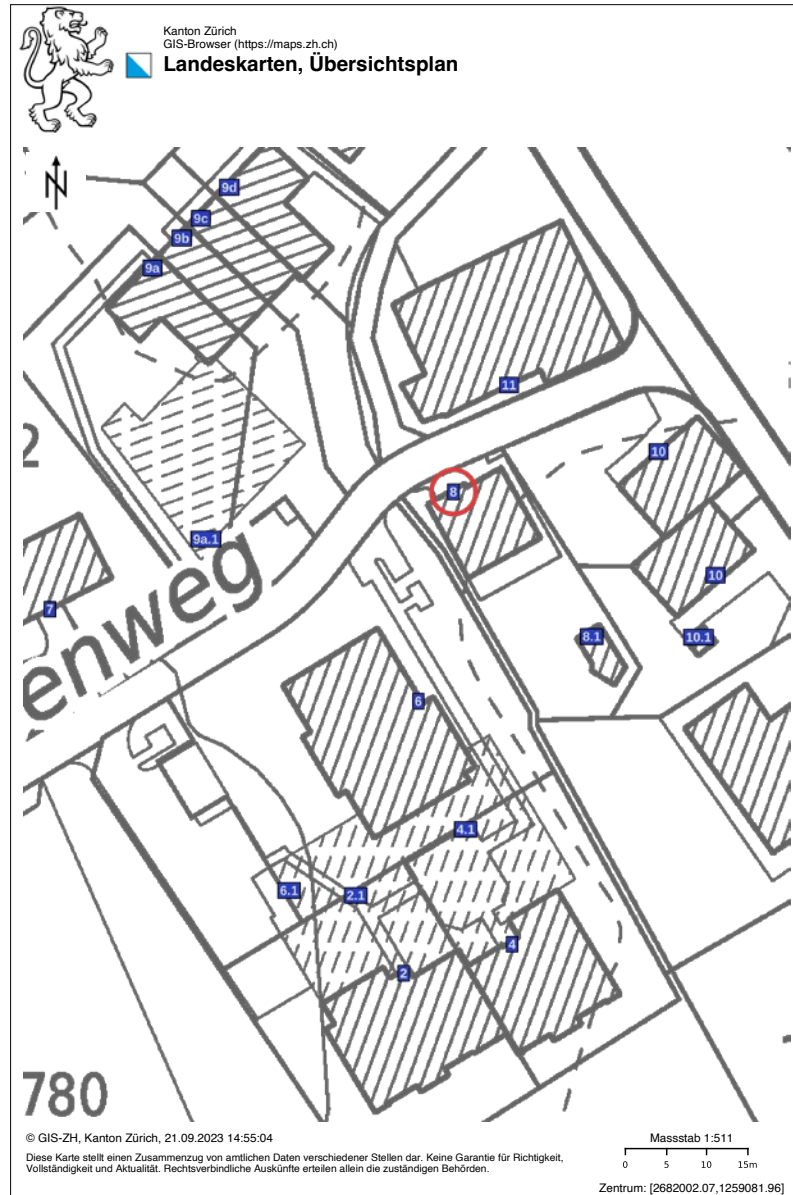 Kanton Zürich
GIS-Browser (https://maps.zh.ch)
Landeskarten, Übersichtsplan
N
9d
9c
9b
9a
11
2
10
8
9a.1
10
7
8.1
10.1
enweg
6
4.1
6.1
2.1
4
2
780
© GIS-ZH, Kanton Zürich, 21.09.2023 14:55:04
Diese Karte stellt einen Zusammenzug von amtlichen Daten verschiedener Stellen dar. Keine Garantie für Richtigkeit,
Vollständigkeit und Aktualität. Rechtsverbindliche Auskünfte erteilen allein die zuständigen Behörden.
Massstab 1:511
0 5 10 15m
Zentrum: [2682002.07,1259081.96]